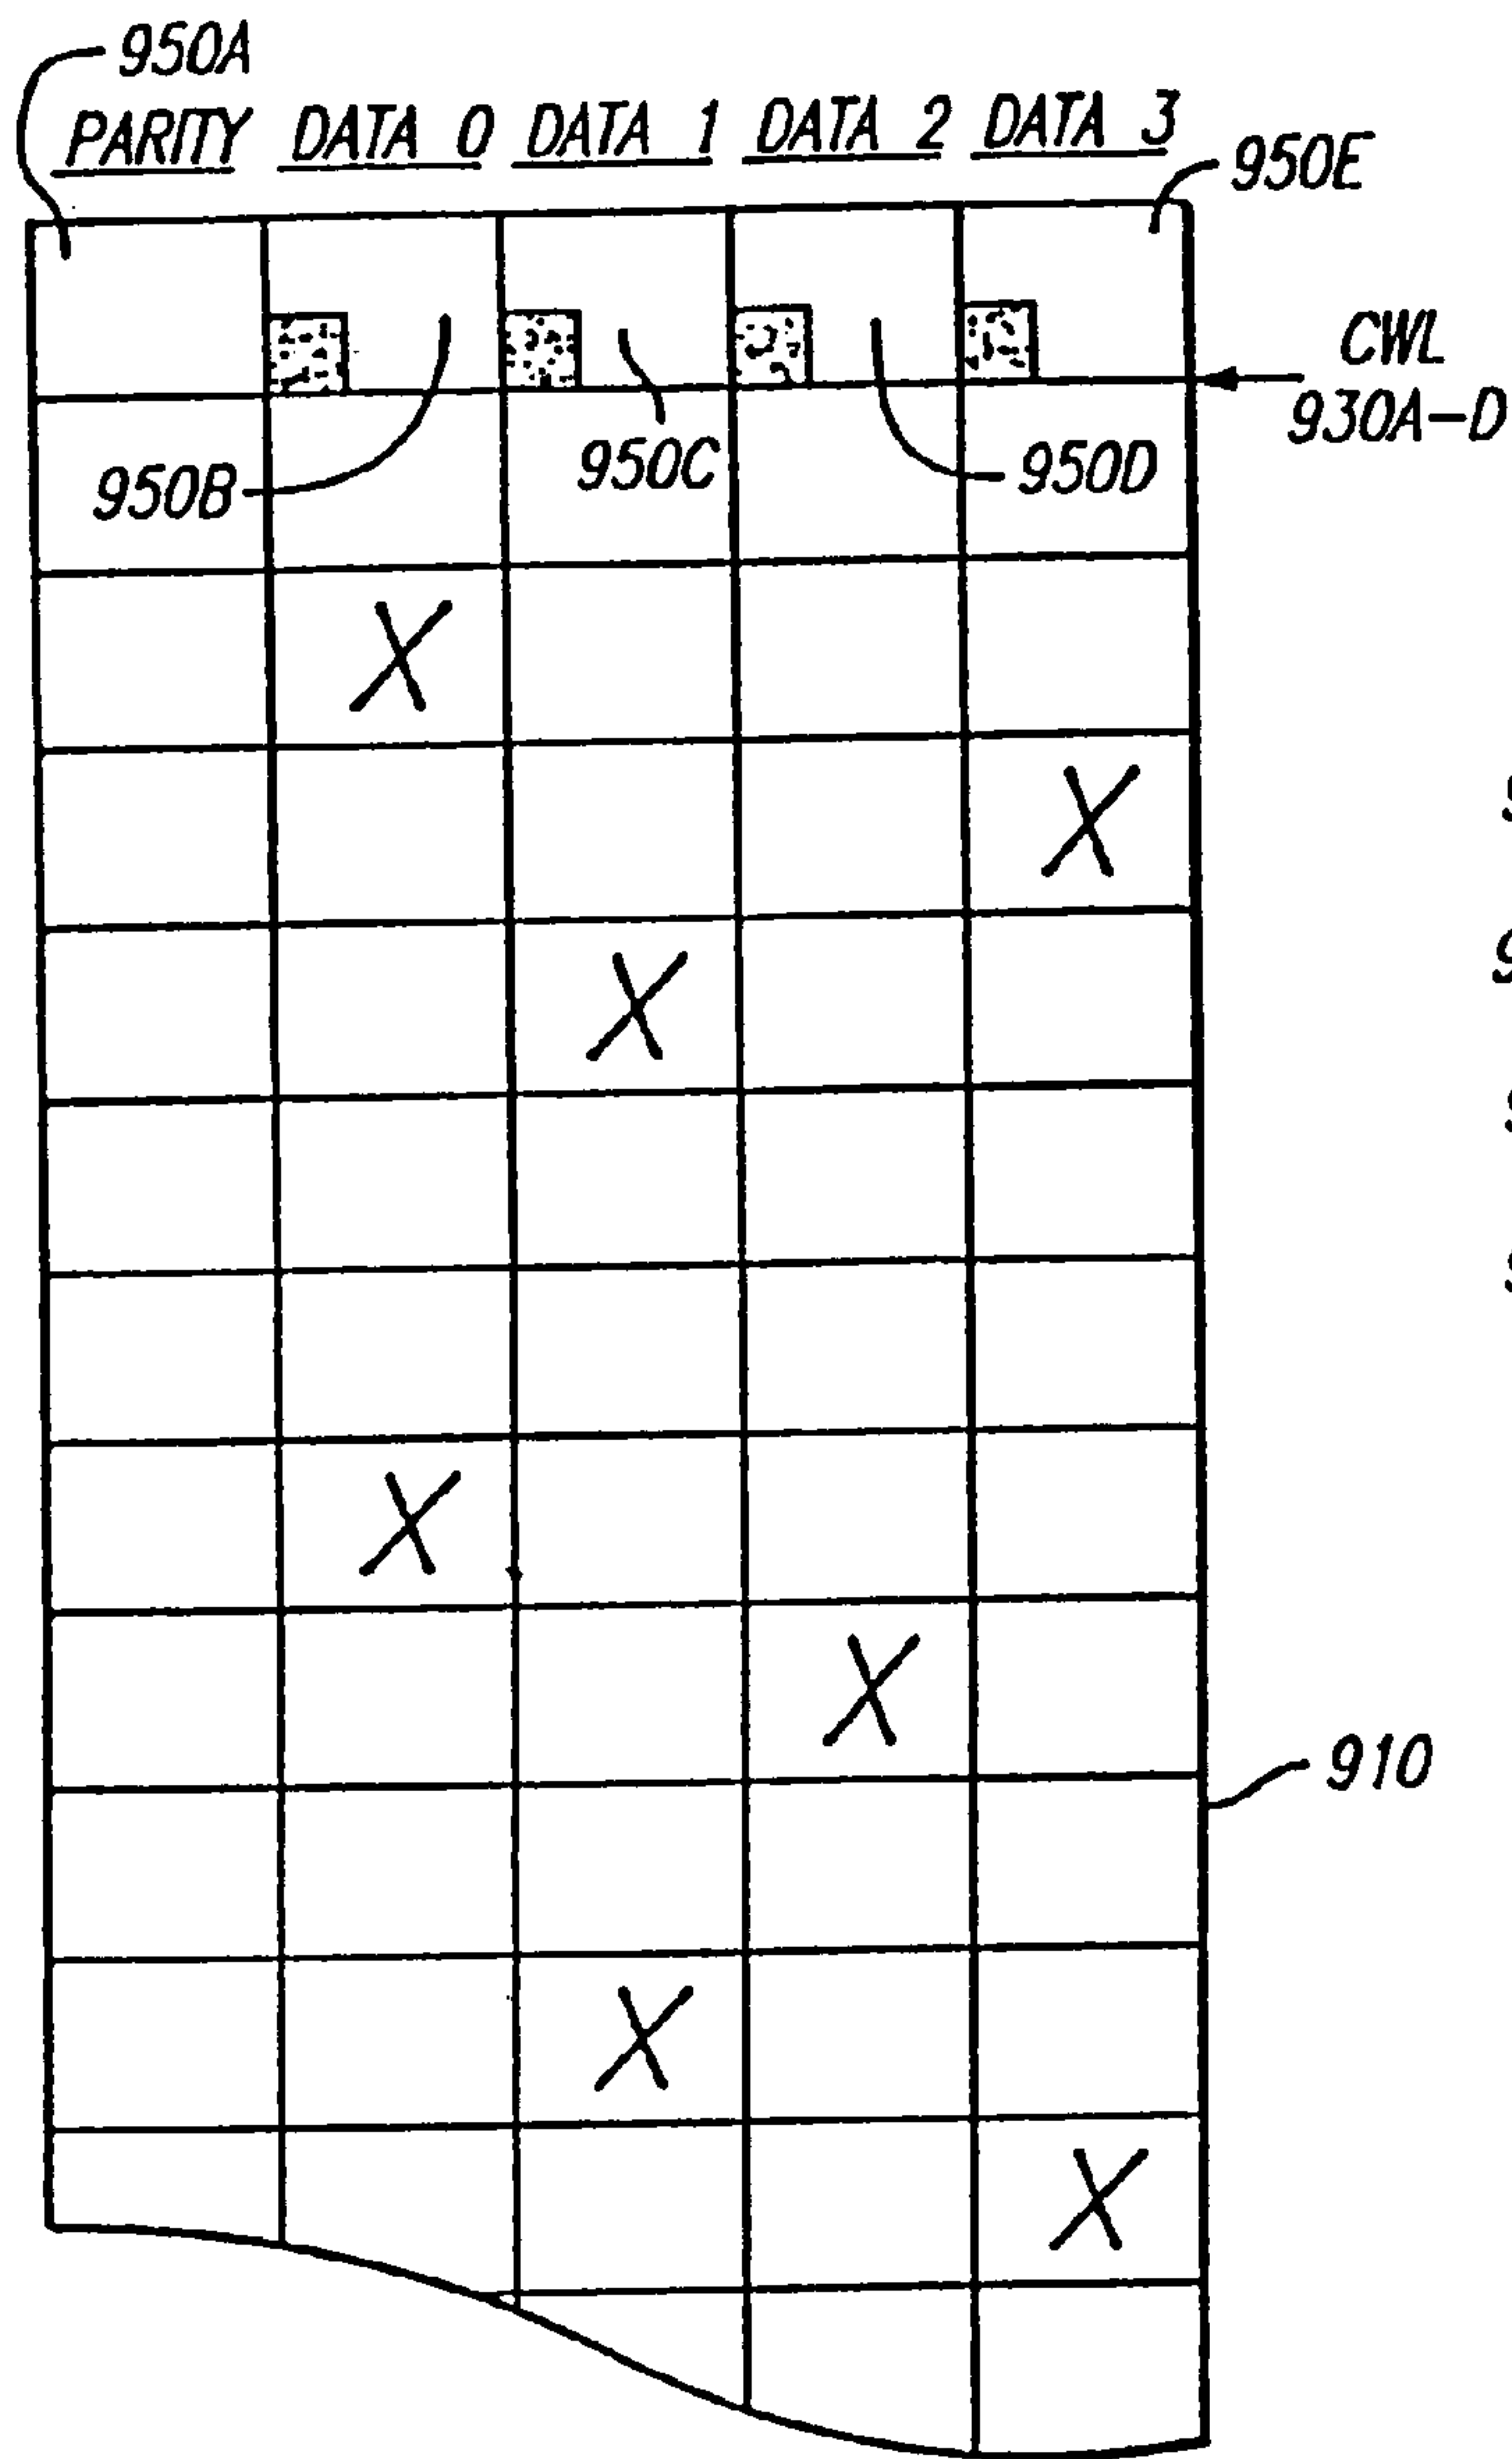 950A
PARITY DATA 0 DATA 1 DATA 2 DATA 3
950E
CWL
930A-D
950B
950C
950D
X
X
X
X
X
X
X
910